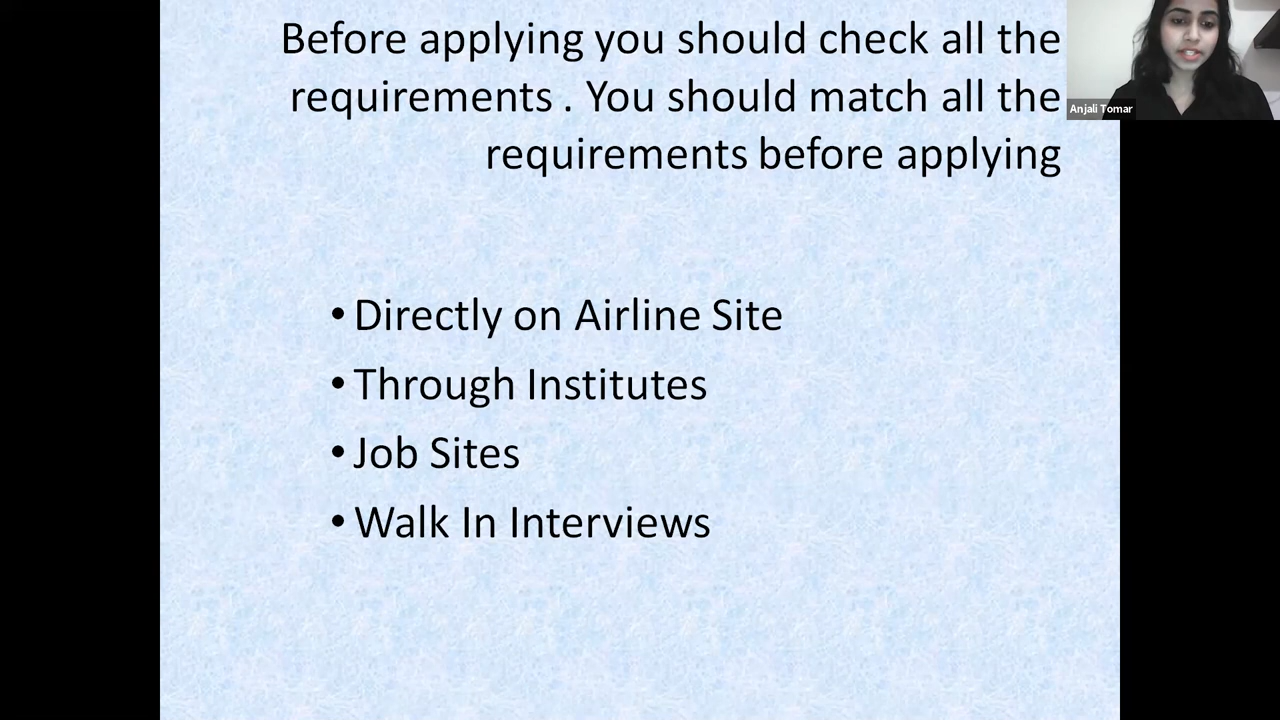 Before applying you should check all the
requirements . You should match all the
requirements before applying
Anjali Tomar
• Directly on Airline Site
• Through Institutes
• Job Sites
• Walk In Interviews